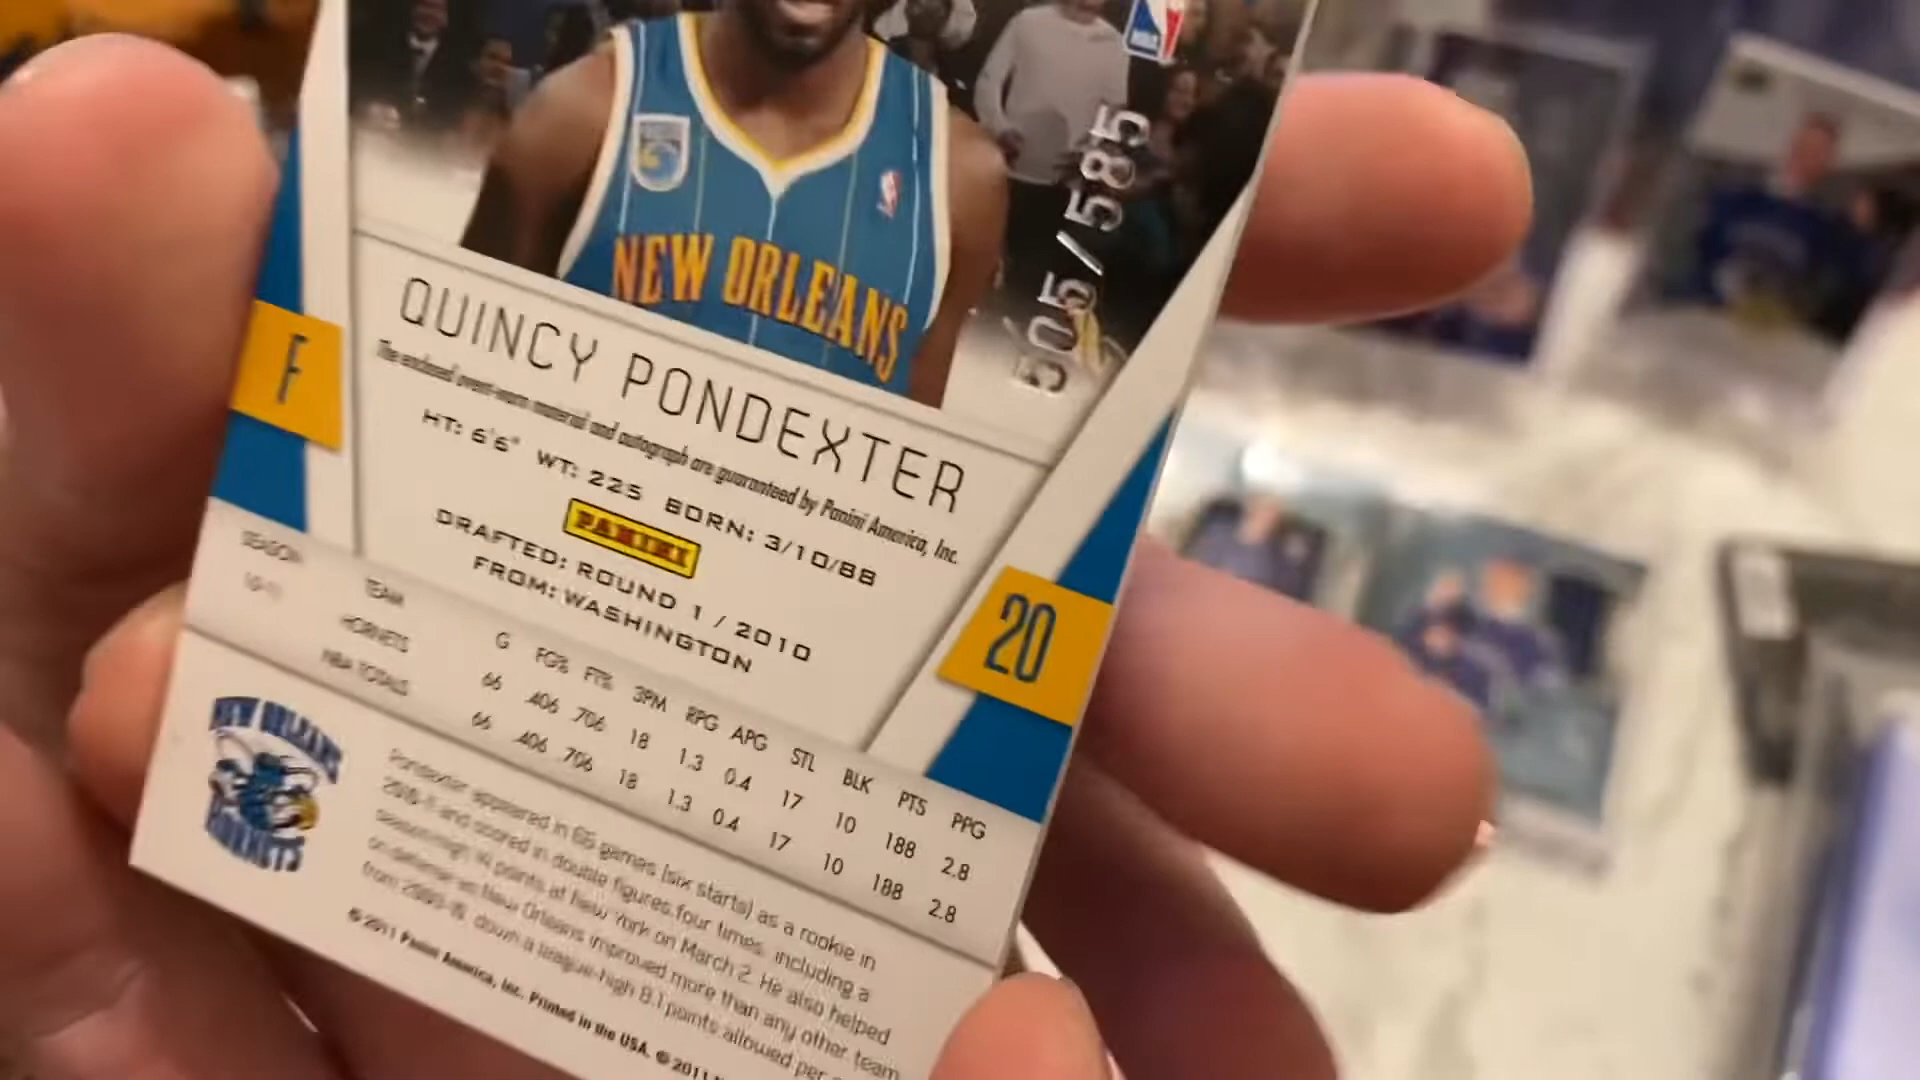 NEW ORLEANS
505/585
QUINCY PONDEXTER
The enclosed event-worn material and autograph are guaranteed by Panini America, Inc.
F
HT: 6'6" WT: 225 BORN: 3/10/88
PANINI
DRAFTED: ROUND 1 / 2010
FROM: WASHINGTON
20
SEASON TEAM G FG% FT% 3PM RPG APG STL BLK PTS PPG
10-11 HORNETS 66 .406 .706 18 1.3 0.4 17 10 188 2.8
NBA TOTALS 66 .406 .706 18 1.3 0.4 17 10 188 2.8
NEW ORLEANS
HORNETS
Pondexter appeared in 66 games (six starts) as a rookie in
2010-11 and scored in double figures four times, including a
season-high 14 points at New York on March 2. He also helped
on defense as New Orleans improved more than any other team
from 2009-10, down a league-high 8.1 points allowed per
© 2011 Panini America, Inc. Printed in the USA. © 2011